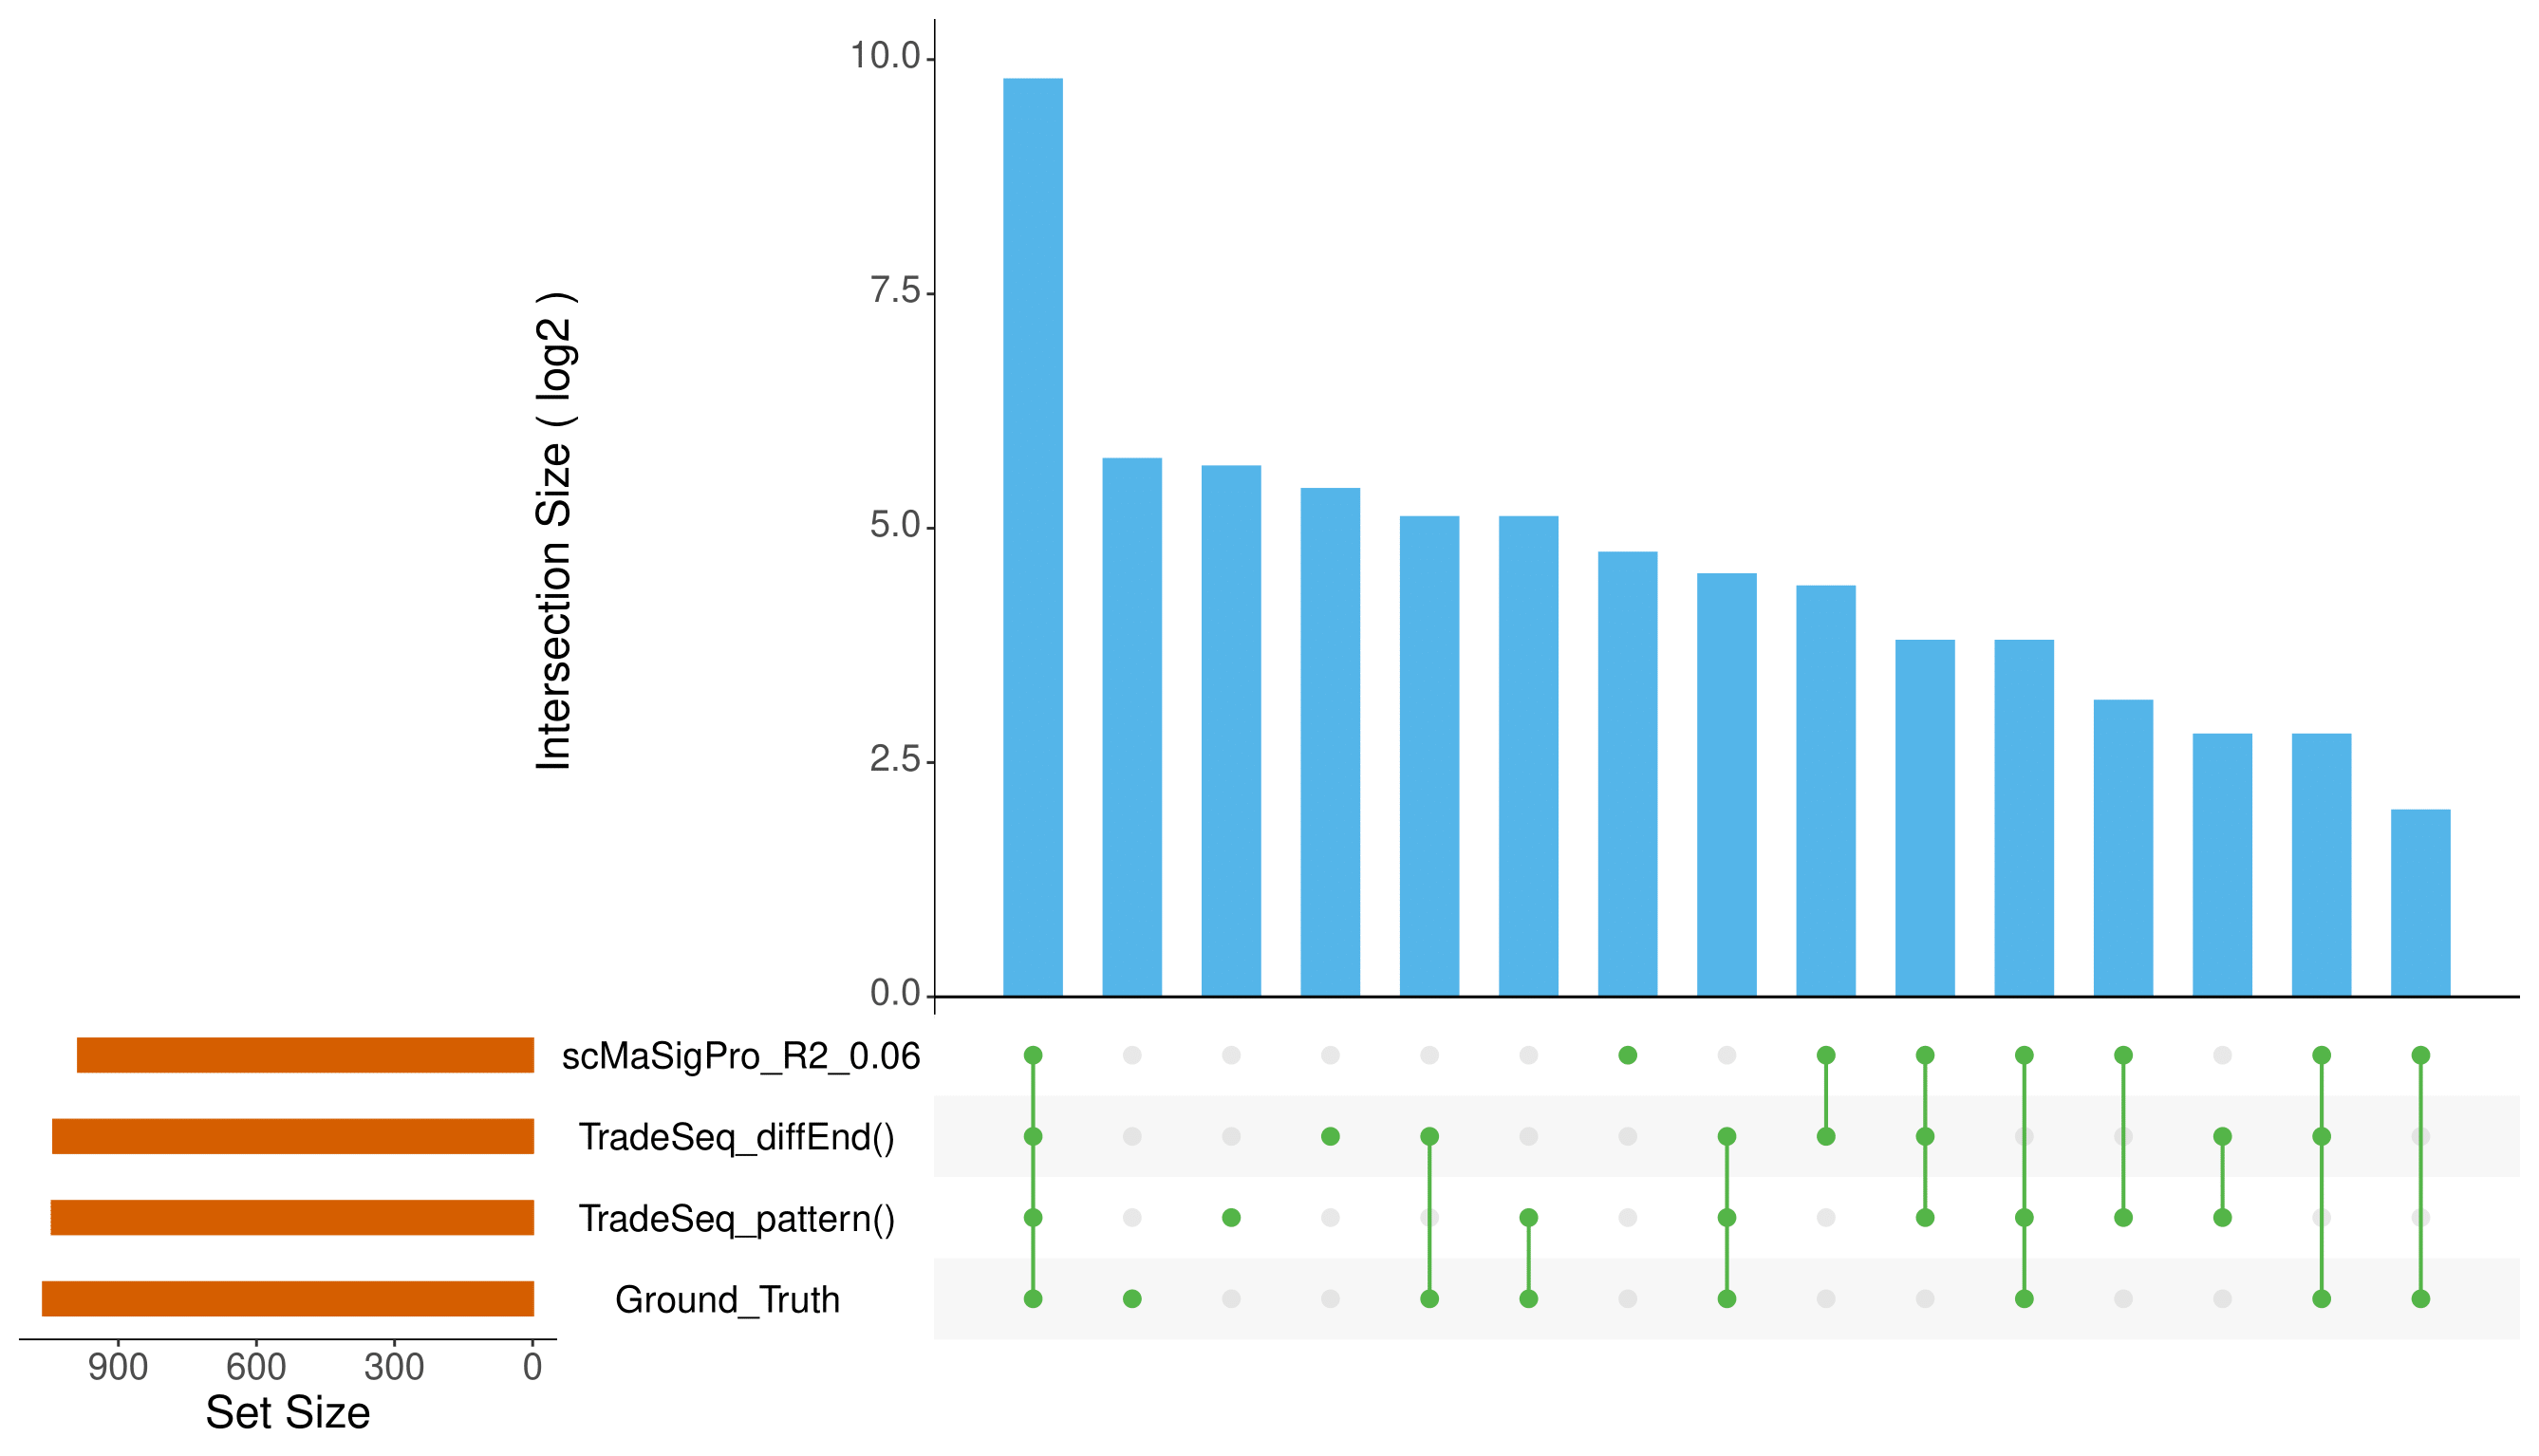 10.0
7.5
5.0
2.5
0.0
Intersection Size ( log2 )
scMaSigPro_R2_0.06
TradeSeq_diffEnd()
TradeSeq_pattern()
Ground_Truth
900 600 300 0
Set Size